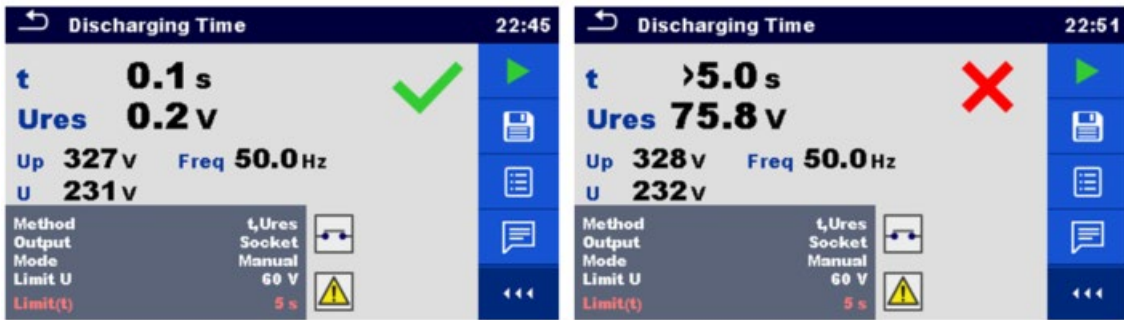 Discharging Time 22:45
t 0.1 s
Ures 0.2 V
Up 327 V Freq 50.0 Hz
U 231 V
Method t,Ures
Output Socket
Mode Manual
Limit U 60 V
Limit(t) 5 s
Discharging Time 22:51
t >5.0 s
Ures 75.8 V
Up 328 V Freq 50.0 Hz
U 232 V
Method t,Ures
Output Socket
Mode Manual
Limit U 60 V
Limit(t) 5 s